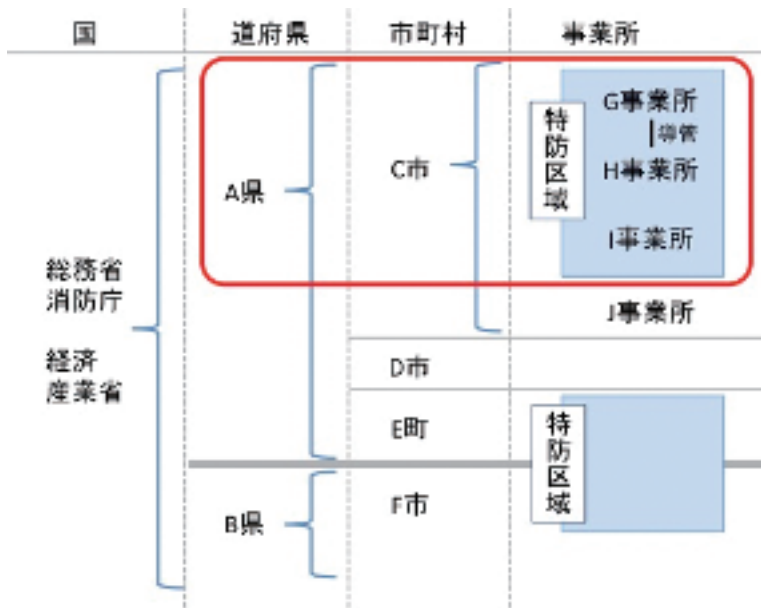 国 道府県 市町村 事業所
総務省
消防庁
経済
産業省
A県
B県
C市
D市
E町
F市
特防区域
G事業所
導管
H事業所
I事業所
J事業所
特防区域